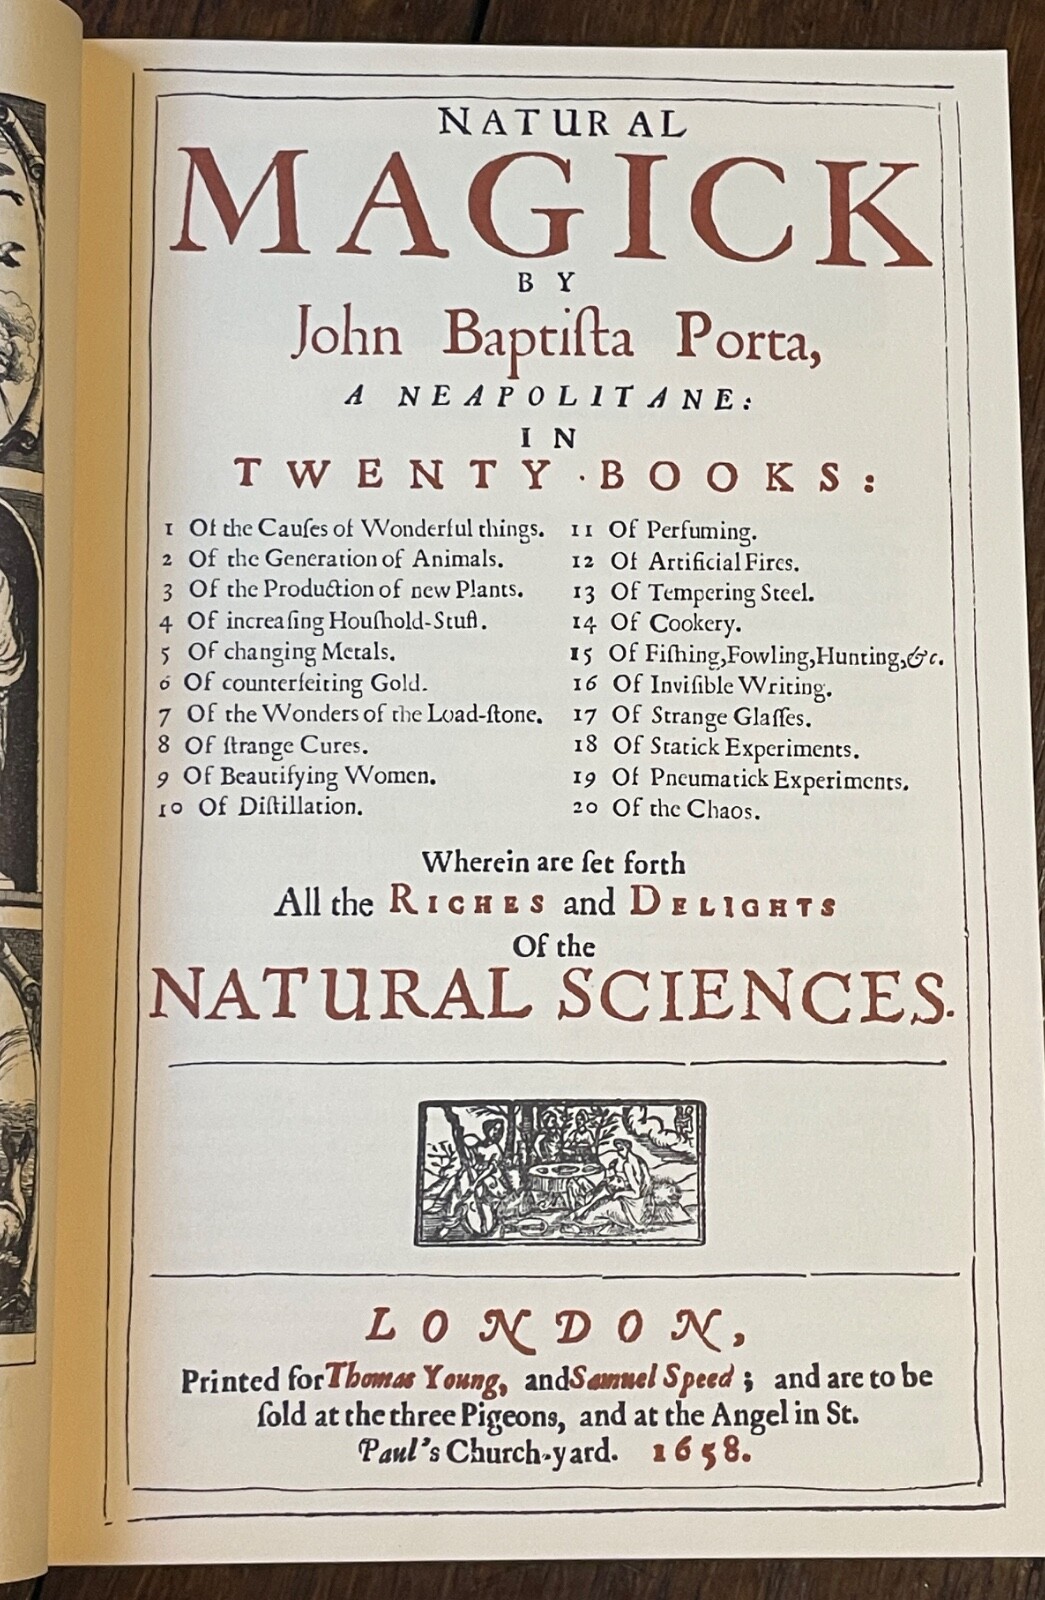 NATURAL
MAGICK
BY
John Baptiſta Porta,
A NEAPOLITANE:
IN
TWENTY BOOKS:
1 Of the Cauſes of Wonderful things.
2 Of the Generation of Animals.
3 Of the Production of new Plants.
4 Of increaſing Houſhold-Stuff.
5 Of changing Metals.
6 Of counterfeiting Gold.
7 Of the Wonders of the Load-ſtone.
8 Of ſtrange Cures.
9 Of Beautifying Women.
10 Of Diſtillation.
11 Of Perfuming.
12 Of Artificial Fires.
13 Of Tempering Steel.
14 Of Cookery.
15 Of Fiſhing, Fowling, Hunting, &c.
16 Of Inviſible Writing.
17 Of Strange Glaſſes.
18 Of Statick Experiments.
19 Of Pneumatick Experiments.
20 Of the Chaos.
Wherein are ſet forth
All the RICHES and DELIGHTS
Of the
NATURAL SCIENCES.
LONDON,
Printed for Thomas Young, and Samuel Speed; and are to be
ſold at the three Pigeons, and at the Angel in St.
Paul's Church-yard. 1658.